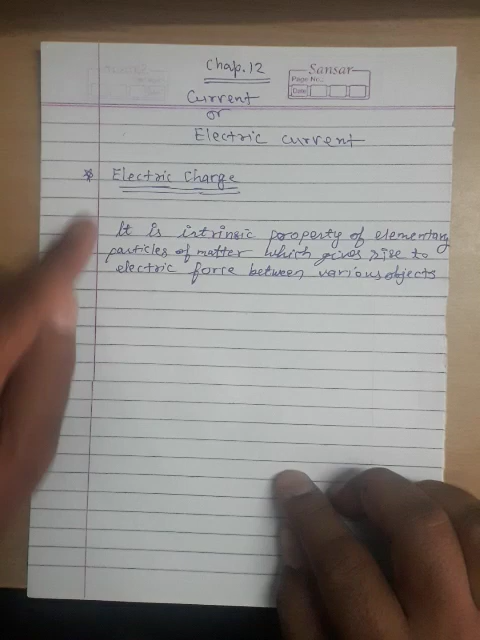 Chap.12
Sansar
Page No.:
Date
Current
or
Electric current
* Electric Charge
It is intrinsic property of elementary
particles of matter which gives rise to
electric force between various objects